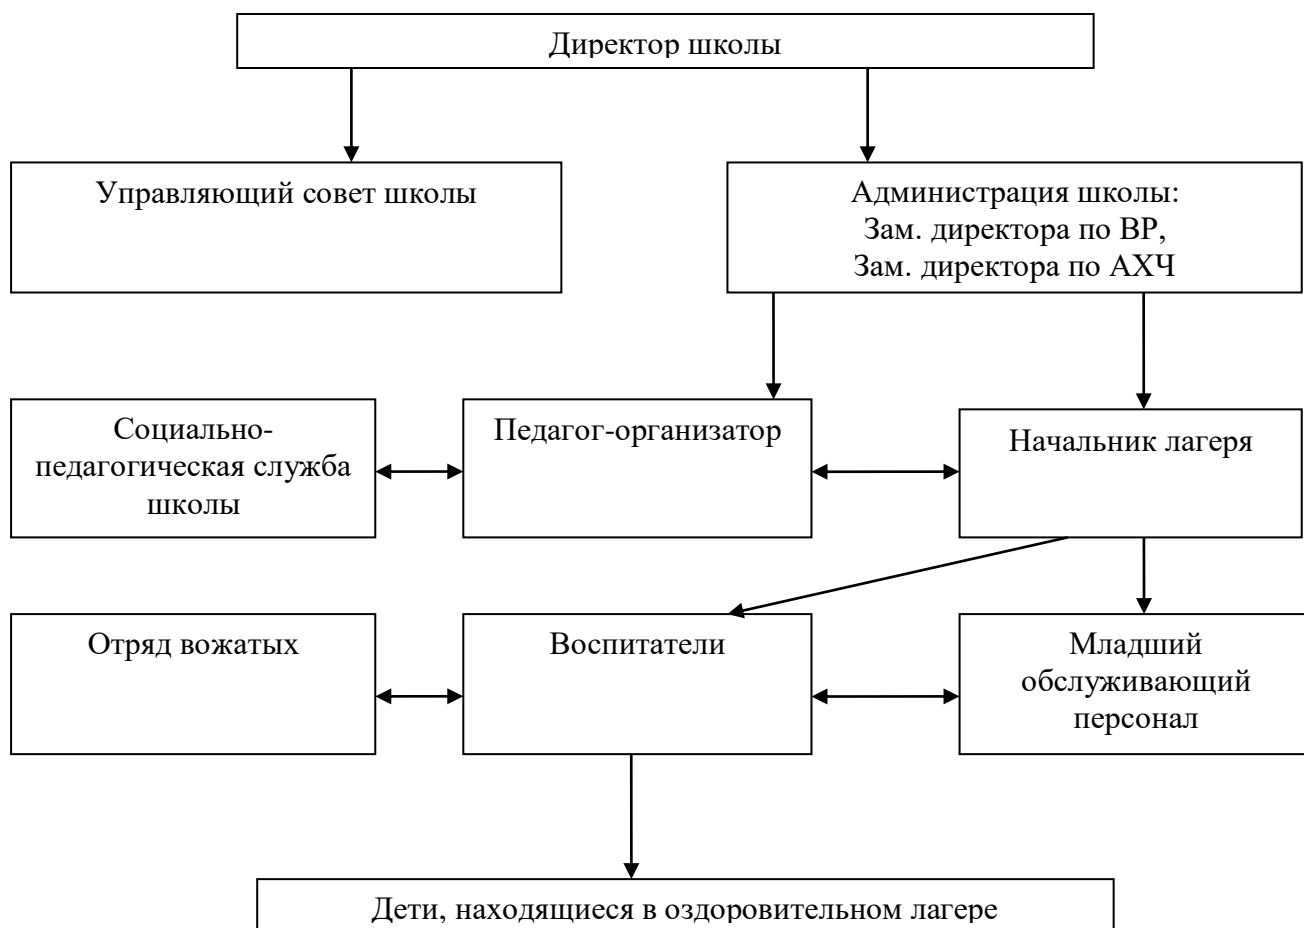 Директор школы
Управляющий совет школы
Администрация школы:
Зам. директора по ВР,
Зам. директора по АХЧ
Социально-
педагогическая служба
школы
Педагог-организатор
Начальник лагеря
Отряд вожатых
Воспитатели
Младший
обслуживающий
персонал
Дети, находящиеся в оздоровительном лагере